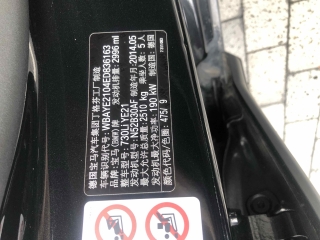 德国宝马汽车集团丁格芬工厂制造
车辆识别代号: WBAYE2104ED836163
品牌: 宝马(BMW)牌 发动机排量: 2996 ml
整车型号: 7301LI(YE21) 制造年月: 2014.05
发动机型号: N52B30AF 乘坐人数: 5 人
最大允许总质量: 2510 kg 制造国: 德国
发动机最大净功率: 190 kW
颜色代码/色擂: 475/ 9